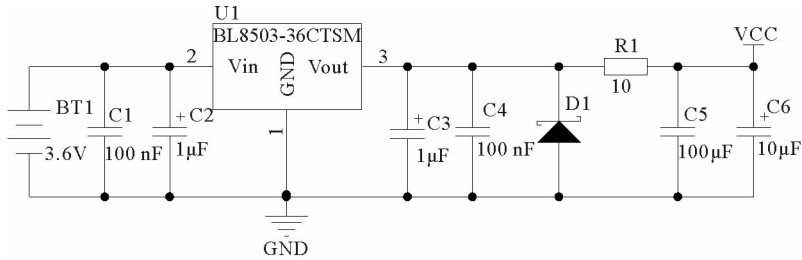 U1
BL8503-36CTSM
VCC
2
Vin
GND
Vout
3
R1
10
BT1
3.6V
C1
100 nF
+
C2
1μF
1
+
C3
1μF
C4
100 nF
D1
C5
100μF
+
C6
10μF
GND